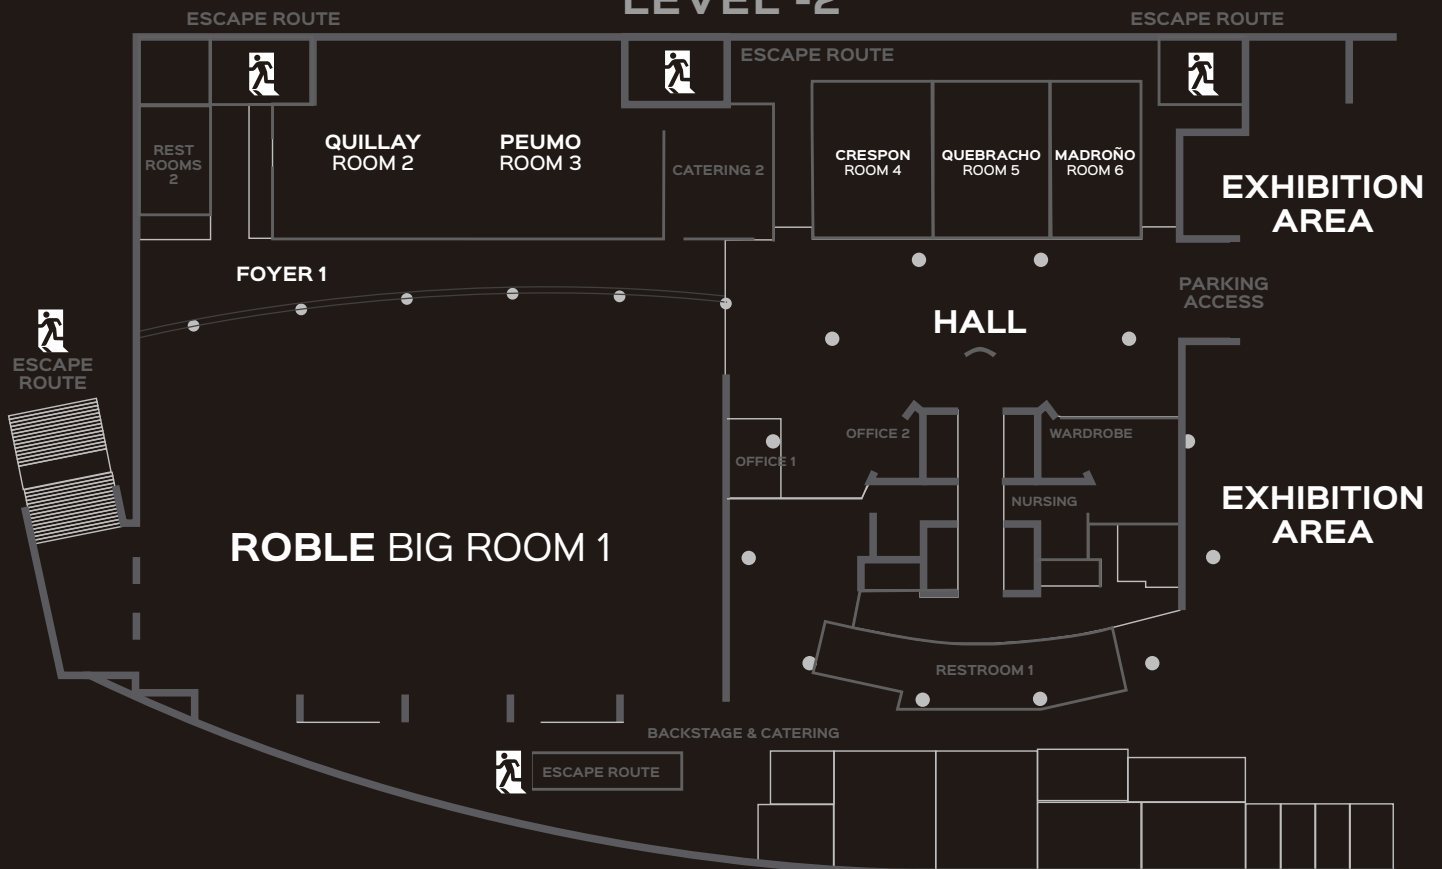 LEVEL -2
ESCAPE ROUTE
ESCAPE ROUTE
ESCAPE ROUTE
QUILLAY
ROOM 2
PEUMO
ROOM 3
REST
ROOMS
2
CATERING 2
CRESPON
ROOM 4
QUEBRACHO
ROOM 5
MADROÑO
ROOM 6
EXHIBITION
AREA
FOYER 1
PARKING
ACCESS
HALL
ESCAPE
ROUTE
OFFICE 2
WARDROBE
OFFICE 1
NURSING
EXHIBITION
AREA
ROBLE BIG ROOM 1
RESTROOM 1
BACKSTAGE & CATERING
ESCAPE ROUTE